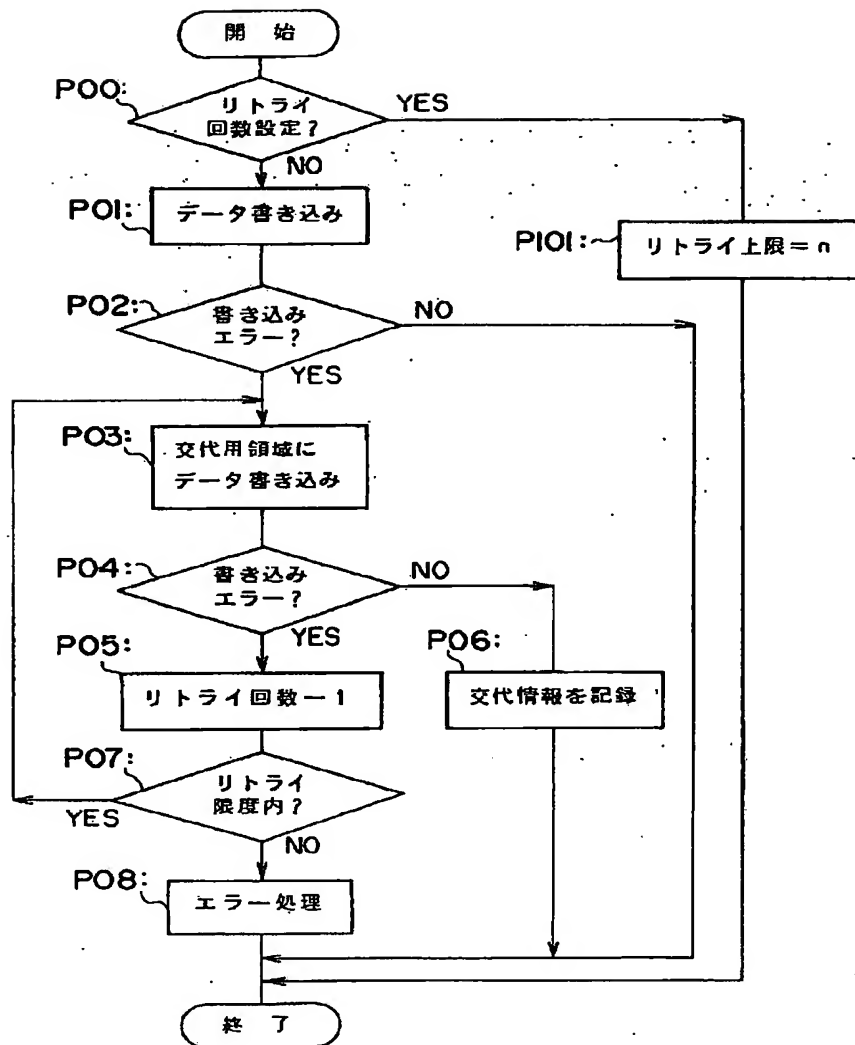 開 始
P00:
リトライ
回数設定?
YES
NO
P01:
データ書き込み
P101:
リトライ上限=n
P02:
書き込み
エラー?
NO
YES
P03:
交代用領域に
データ書き込み
P04:
書き込み
エラー?
NO
YES
P05:
リトライ回数-1
P06:
交代情報を記録
P07:
リトライ
限度内?
YES
NO
P08:
エラー処理
終 了